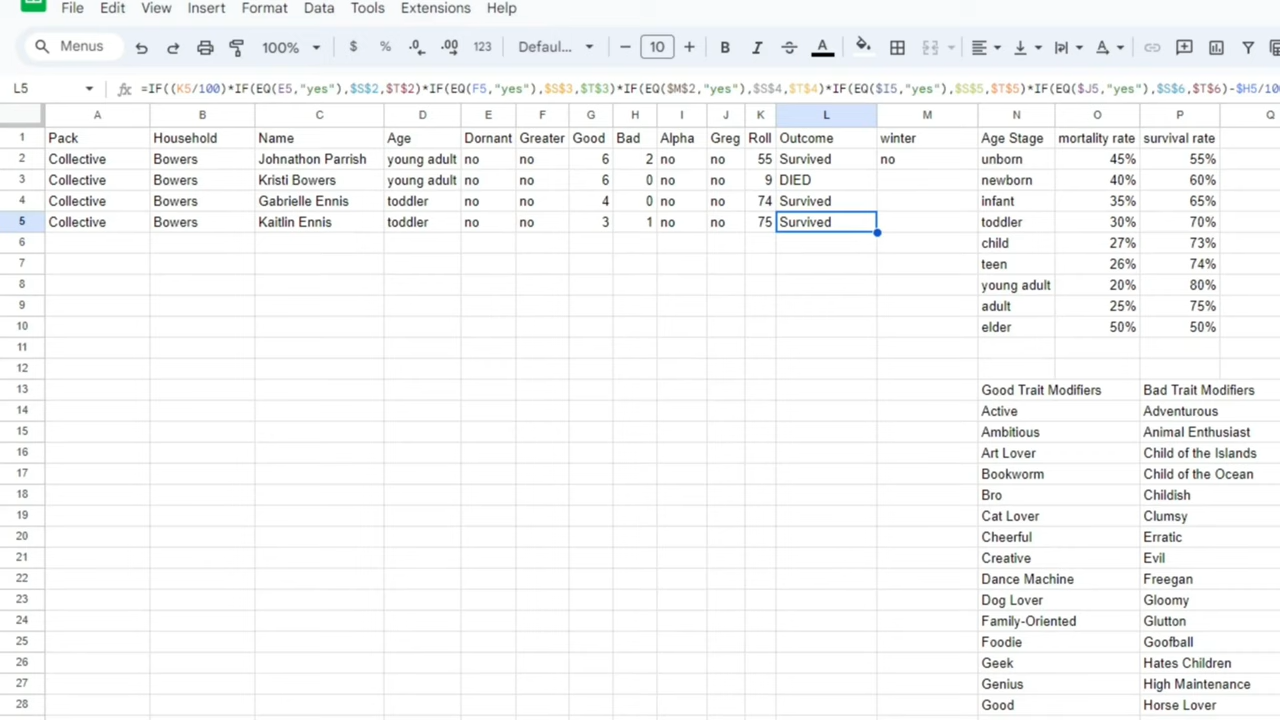 File Edit View Insert Format Data Tools Extensions Help
Menus 100% $ % .0 .00 123 Defaul... − 10 + B I A
L5 fx =IF((K5/100)*IF(EQ(E5,"yes"),$S$2,$T$2)*IF(EQ(F5,"yes"),$S$3,$T$3)*IF(EQ($M$2,"yes"),$S$4,$T$4)*IF(EQ($I5,"yes"),$S$5,$T$5)*IF(EQ($J5,"yes"),$S$6,$T$6)-$H5/10
A B C D E F G H I J K L M N O P Q
1 Pack Household Name Age Dornant Greater Good Bad Alpha Greg Roll Outcome winter Age Stage mortality rate survival rate
2 Collective Bowers Johnathon Parrish young adult no no 6 2 no no 55 Survived no unborn 45% 55%
3 Collective Bowers Kristi Bowers young adult no no 6 0 no no 9 DIED newborn 40% 60%
4 Collective Bowers Gabrielle Ennis toddler no no 4 0 no no 74 Survived infant 35% 65%
5 Collective Bowers Kaitlin Ennis toddler no no 3 1 no no 75 Survived toddler 30% 70%
6 child 27% 73%
7 teen 26% 74%
8 young adult 20% 80%
9 adult 25% 75%
10 elder 50% 50%
11
12
13 Good Trait Modifiers Bad Trait Modifiers
14 Active Adventurous
15 Ambitious Animal Enthusiast
16 Art Lover Child of the Islands
17 Bookworm Child of the Ocean
18 Bro Childish
19 Cat Lover Clumsy
20 Cheerful Erratic
21 Creative Evil
22 Dance Machine Freegan
23 Dog Lover Gloomy
24 Family-Oriented Glutton
25 Foodie Goofball
26 Geek Hates Children
27 Genius High Maintenance
28 Good Horse Lover